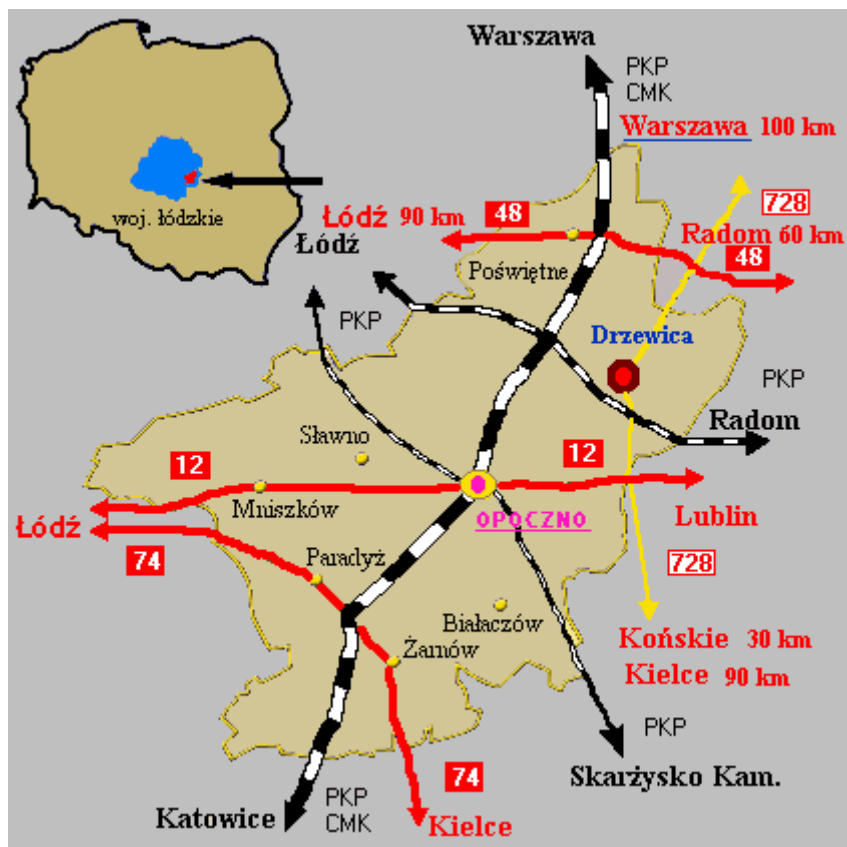 Warszawa
PKP
CMK
Warszawa 100 km
728
woj. łódzkie
Łódź 90 km
48
Radom 60 km
Łódź
48
Poświętne
PKP
Drzewica
PKP
Radom
Sławno
12
12
Mniszków
OPOCZNO
Lublin
Łódź
74
Paradyż
728
Białaczów
Żarnów
Końskie 30 km
Kielce 90 km
PKP
Skarżysko Kam.
74
PKP
CMK
Katowice
Kielce